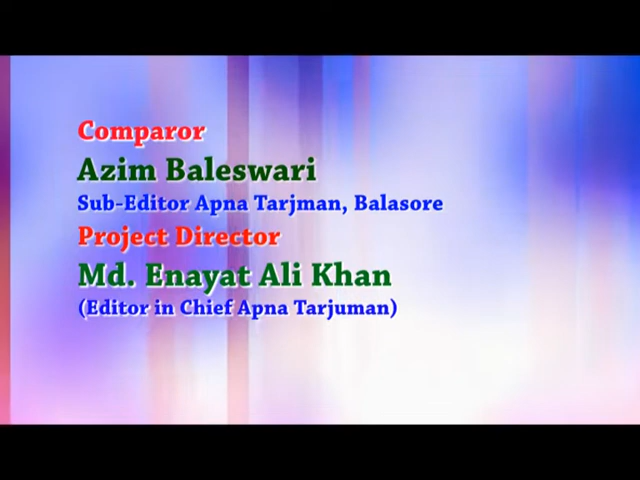 Comparor
Azim Baleswari
Sub-Editor Apna Tarjman, Balasore
Project Director
Md. Enayat Ali Khan
(Editor in Chief Apna Tarjuman)